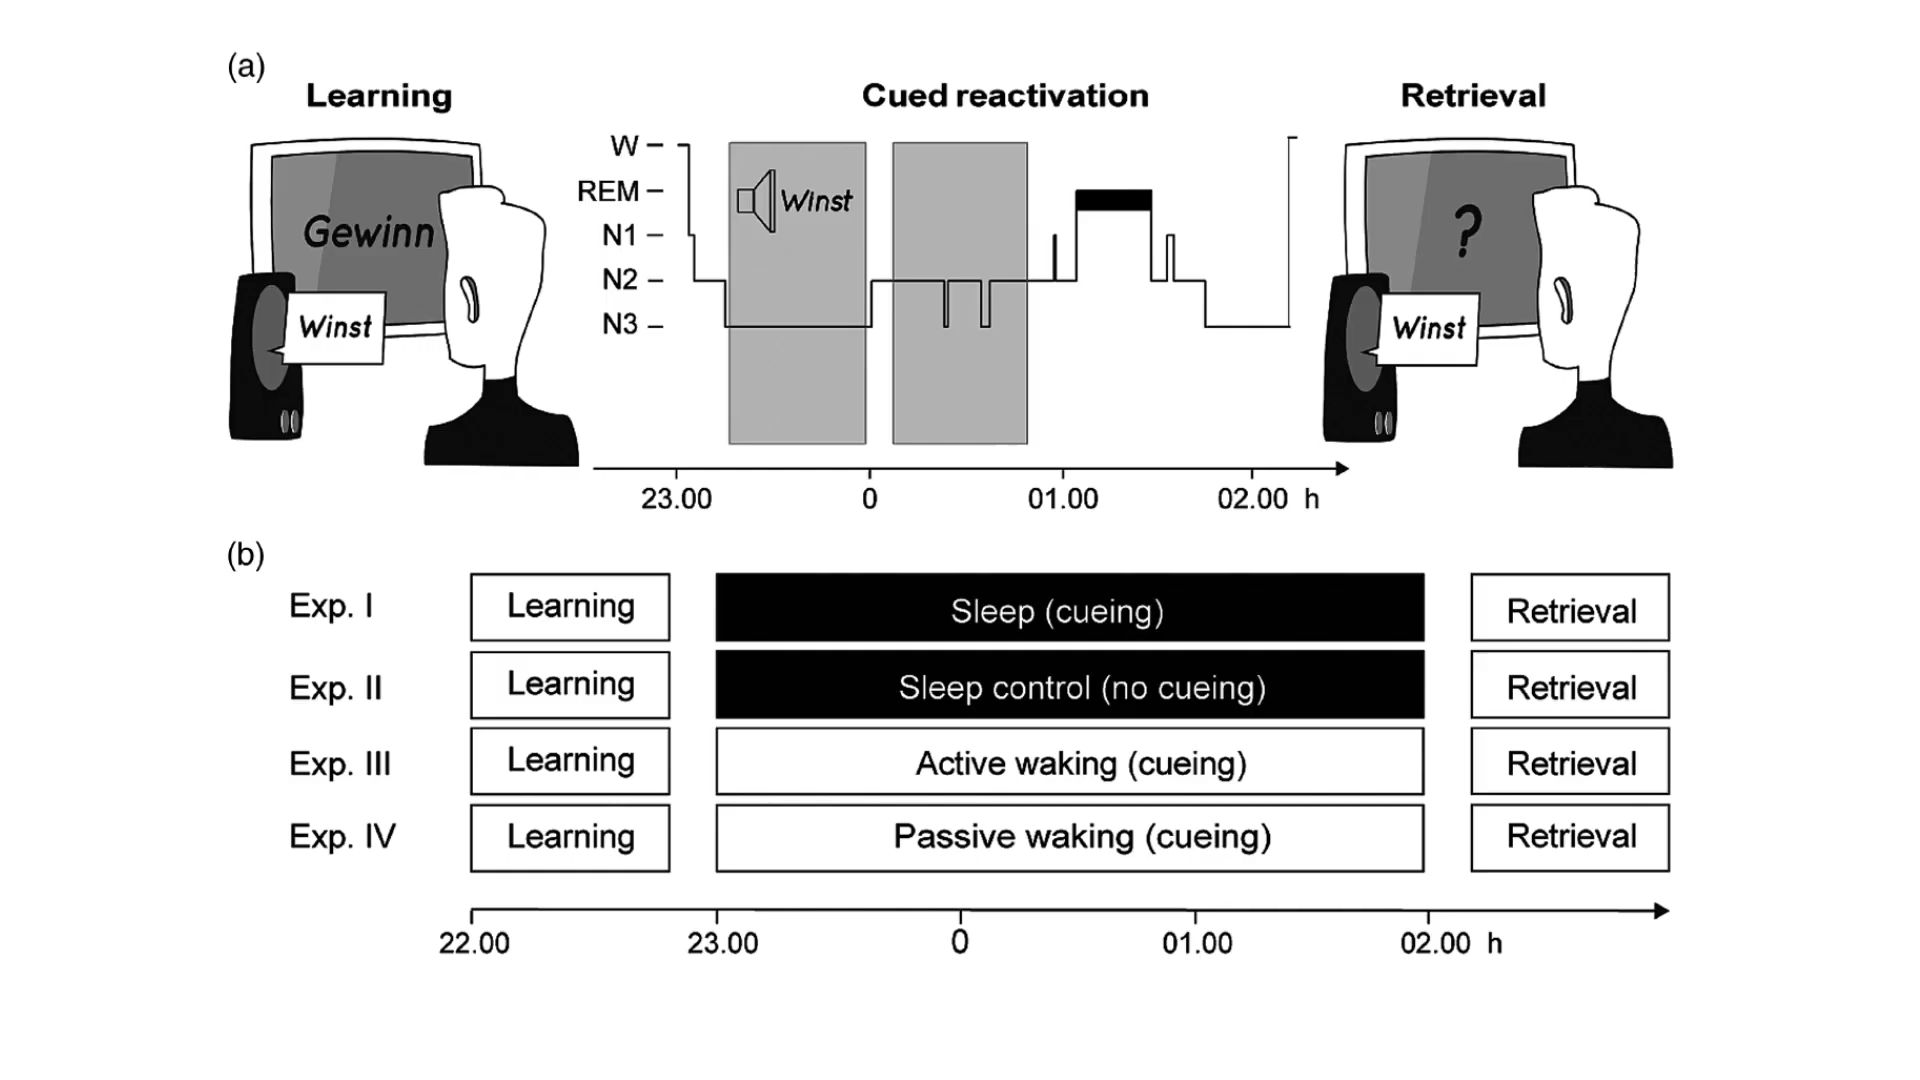 (a)
Learning
Cued reactivation
Retrieval
Gewinn
Winst
W
REM
N1
N2
N3
Winst
?
Winst
23.00 0 01.00 02.00 h
(b)
Exp. I Learning Sleep (cueing) Retrieval
Exp. II Learning Sleep control (no cueing) Retrieval
Exp. III Learning Active waking (cueing) Retrieval
Exp. IV Learning Passive waking (cueing) Retrieval
22.00 23.00 0 01.00 02.00 h